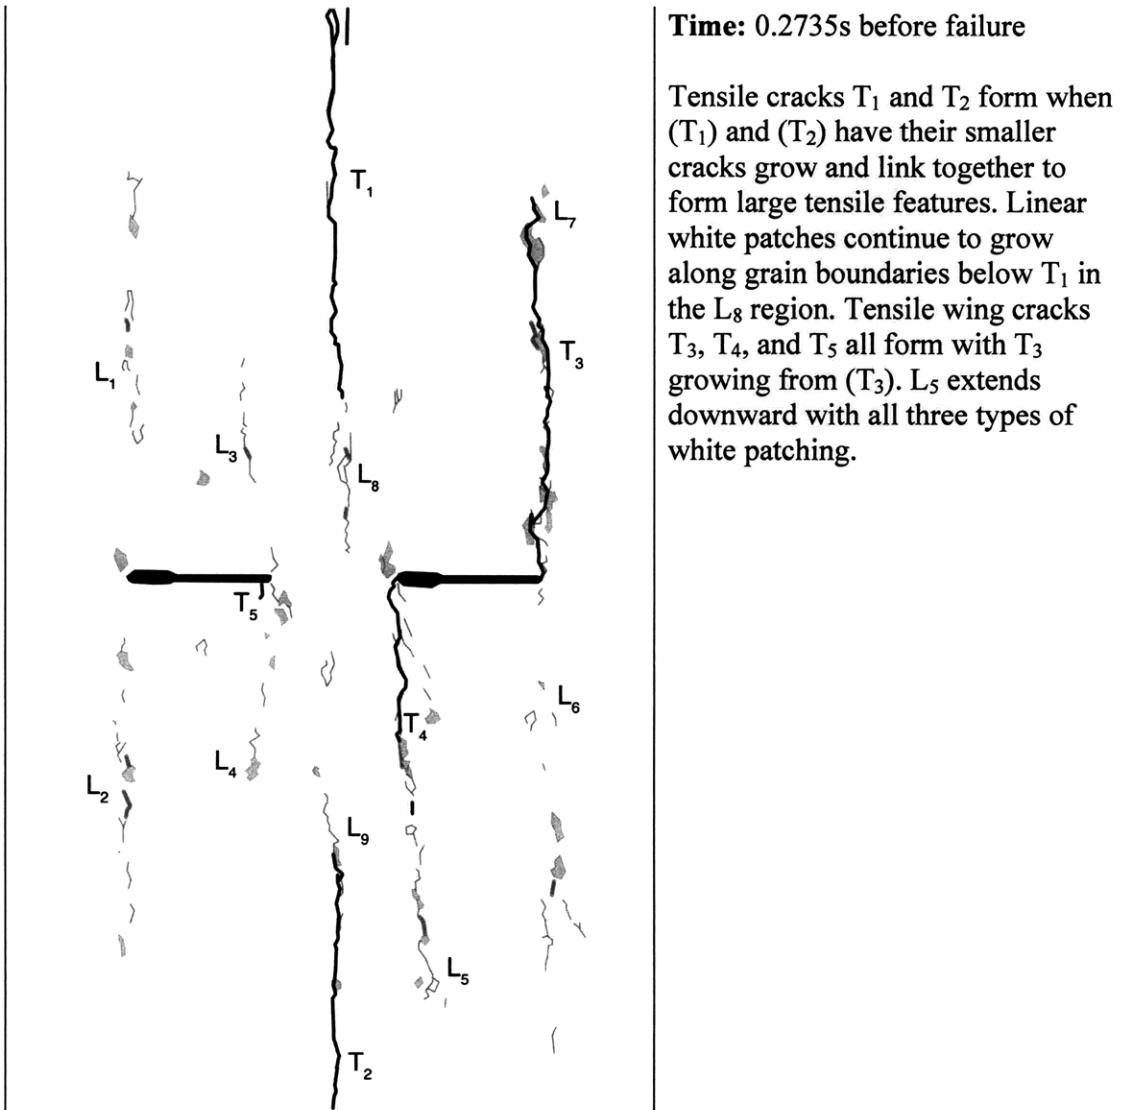 Time: 0.2735s before failure
Tensile cracks T₁ and T₂ form when
(T₁) and (T₂) have their smaller
cracks grow and link together to
form large tensile features. Linear
white patches continue to grow
along grain boundaries below T₁ in
the L₈ region. Tensile wing cracks
T₃, T₄, and T₅ all form with T₃
growing from (T₃). L₅ extends
downward with all three types of
white patching.
T₁
L₇
T₃
L₁
L₃
L₈
T₅
L₆
T₄
L₄
L₂
L₉
L₅
T₂